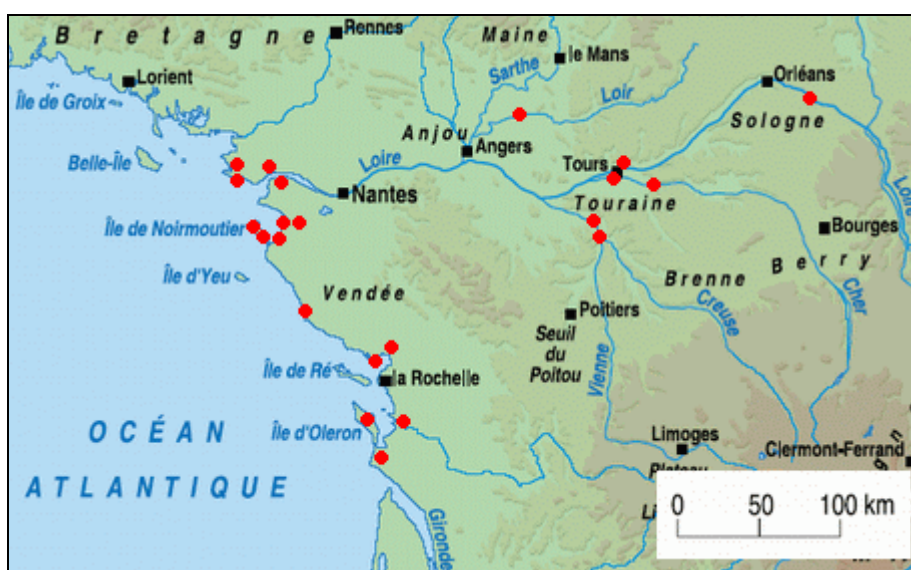 Bretagne
Rennes
Maine
le Mans
Lorient
Sarthe
Orléans
Île de Groix
Loir
Anjou
Sologne
Angers
Belle-Île
Loire
Tours
Loire
Nantes
Touraine
Île de Noirmoutier
Bourges
Berry
Île d'Yeu
Brenne
Vendée
Creuse
Cher
Poitiers
Seuil
du
Poitou
Île de Ré
la Rochelle
Vienne
OCÉAN
Île d'Oleron
Limoges
Clermont-Ferrand
ATLANTIQUE
Gironde
0 50 100 km